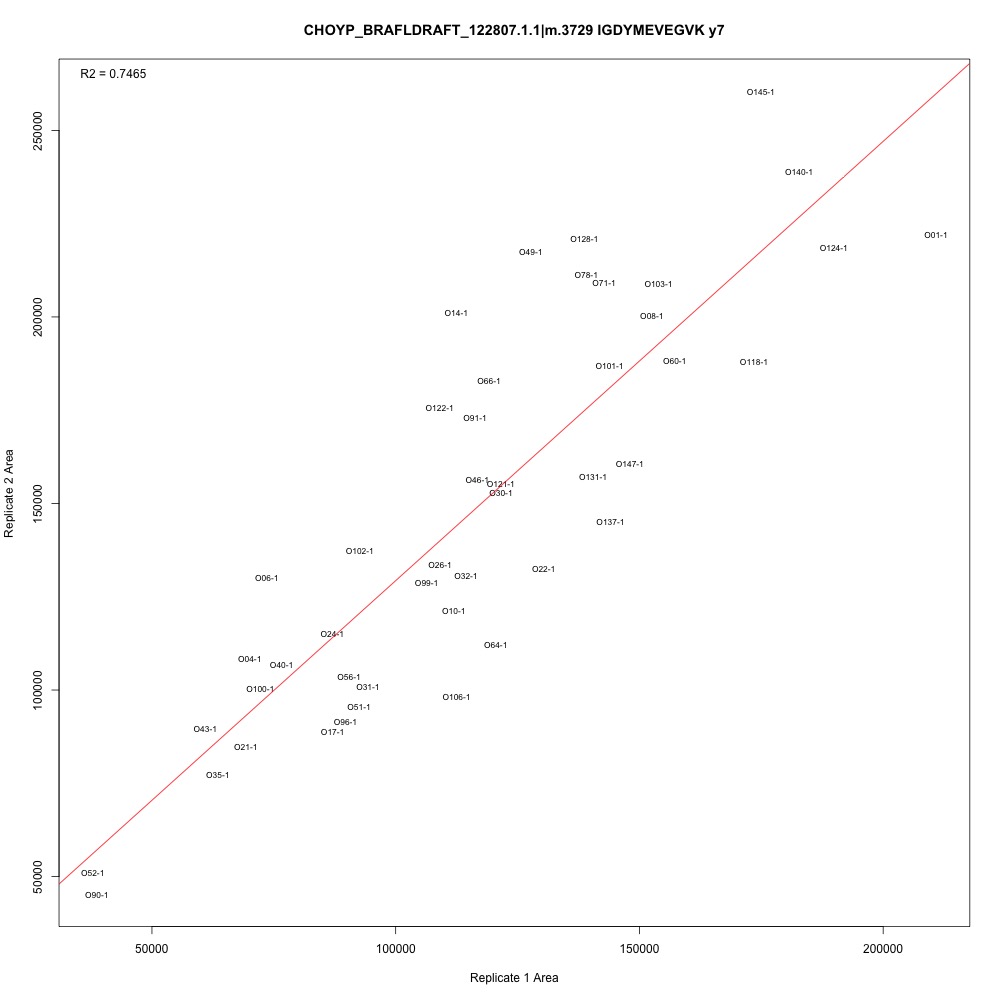 CHOYP_BRAFLDRAFT_122807.1.1|m.3729 IGDYMEVEGVK y7
R2 = 0.7465
O145-1
O140-1
O01-1
O128-1
O124-1
O49-1
O78-1
O71-1
O103-1
O14-1
O08-1
O60-1
O118-1
O101-1
O66-1
O122-1
O91-1
O147-1
O131-1
O46-1
O121-1
O30-1
O137-1
O102-1
O26-1
O22-1
O32-1
O06-1
O99-1
O10-1
O24-1
O64-1
O04-1
O40-1
O56-1
O31-1
O100-1
O106-1
O51-1
O96-1
O43-1
O17-1
O21-1
O35-1
O52-1
O90-1
250000
200000
150000
100000
50000
Replicate 2 Area
50000
100000
150000
200000
Replicate 1 Area